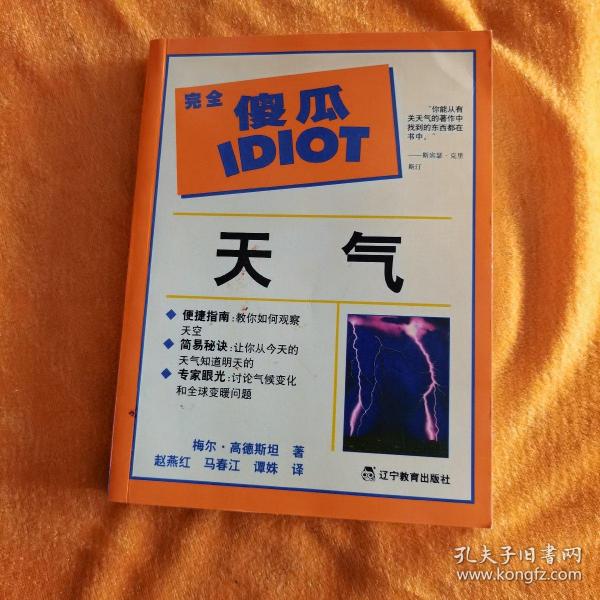 完全
傻瓜
IDIOT
"你能从有
关天气的著作中
找到的东西都在
书中。"
——斯宾瑟·克里
斯汀
天气
◆ 便捷指南:教你如何观察
天空
◆ 简易秘诀:让你从今天的
天气知道明天的
◆ 专家眼光:讨论气候变化
和全球变暖问题
梅尔·高德斯坦 著
赵燕红 马春江 谭姝 译
辽宁教育出版社
孔夫子旧书网
www.kongfz.com